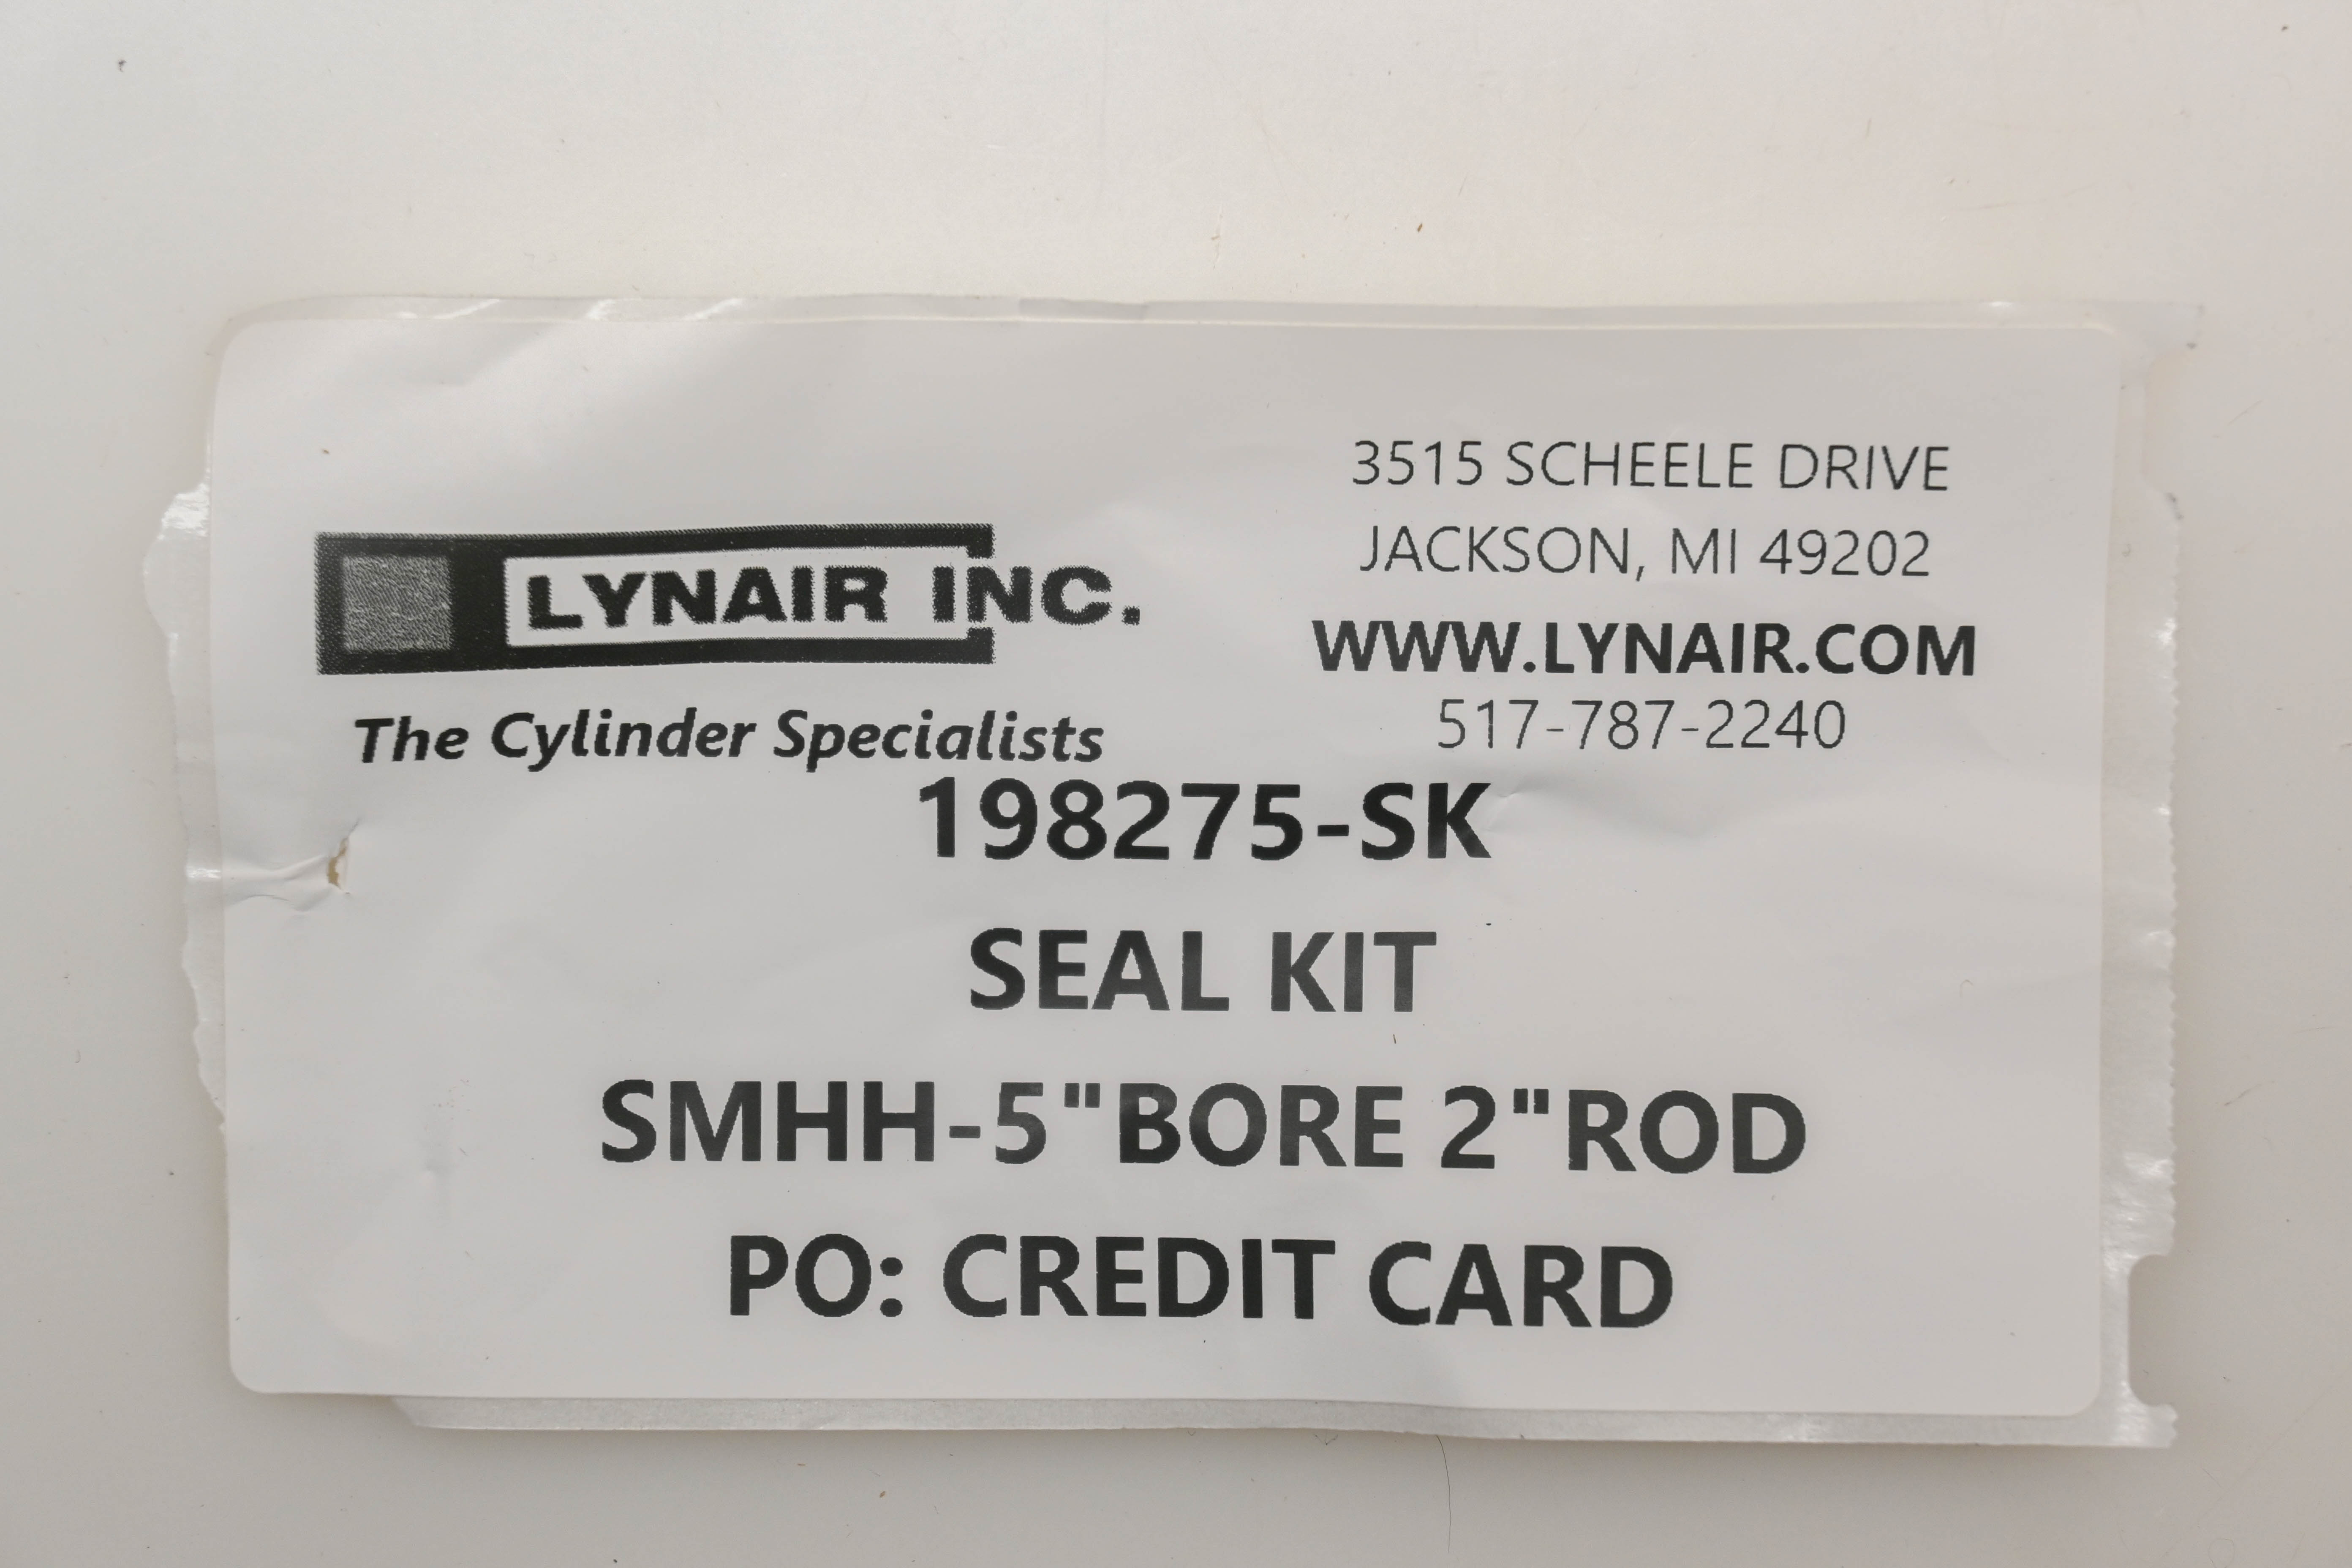 LYNAIR INC.
The Cylinder Specialists
3515 SCHEELE DRIVE
JACKSON, MI 49202
WWW.LYNAIR.COM
517-787-2240
198275-SK
SEAL KIT
SMHH-5"BORE 2"ROD
PO: CREDIT CARD